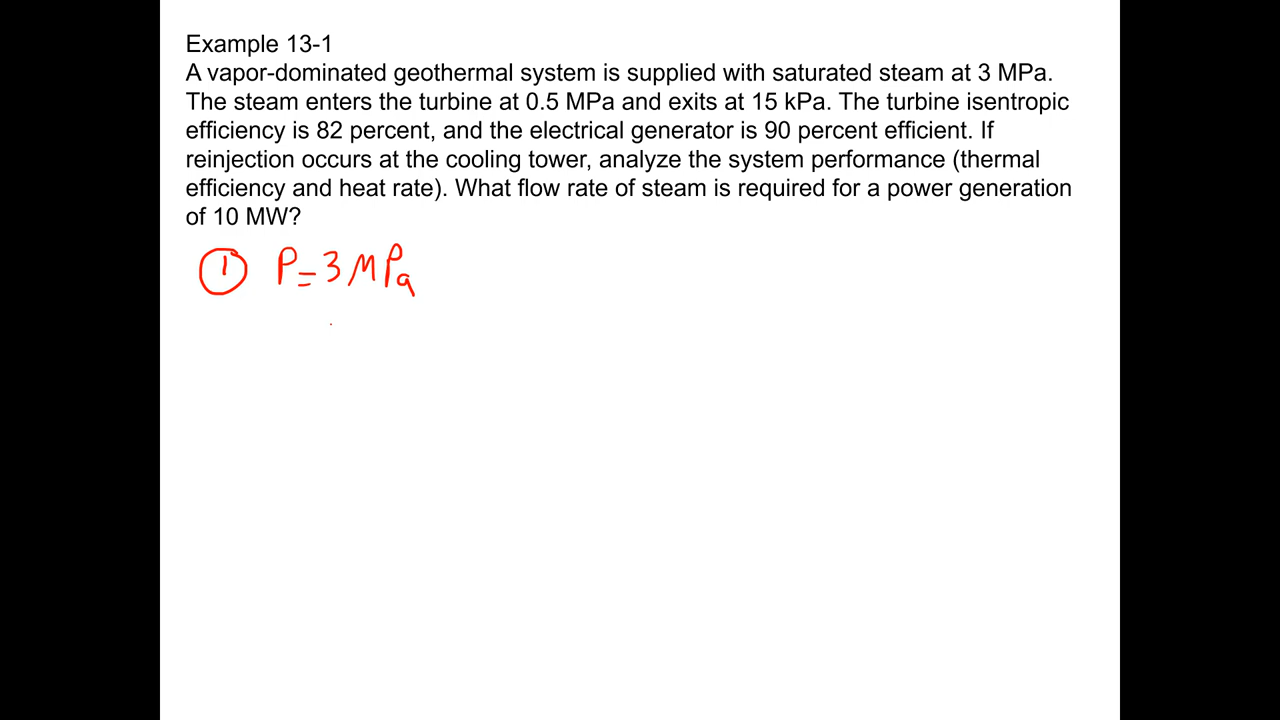 Example 13-1
A vapor-dominated geothermal system is supplied with saturated steam at 3 MPa.
The steam enters the turbine at 0.5 MPa and exits at 15 kPa. The turbine isentropic
efficiency is 82 percent, and the electrical generator is 90 percent efficient. If
reinjection occurs at the cooling tower, analyze the system performance (thermal
efficiency and heat rate). What flow rate of steam is required for a power generation
of 10 MW?
① P=3 MPa